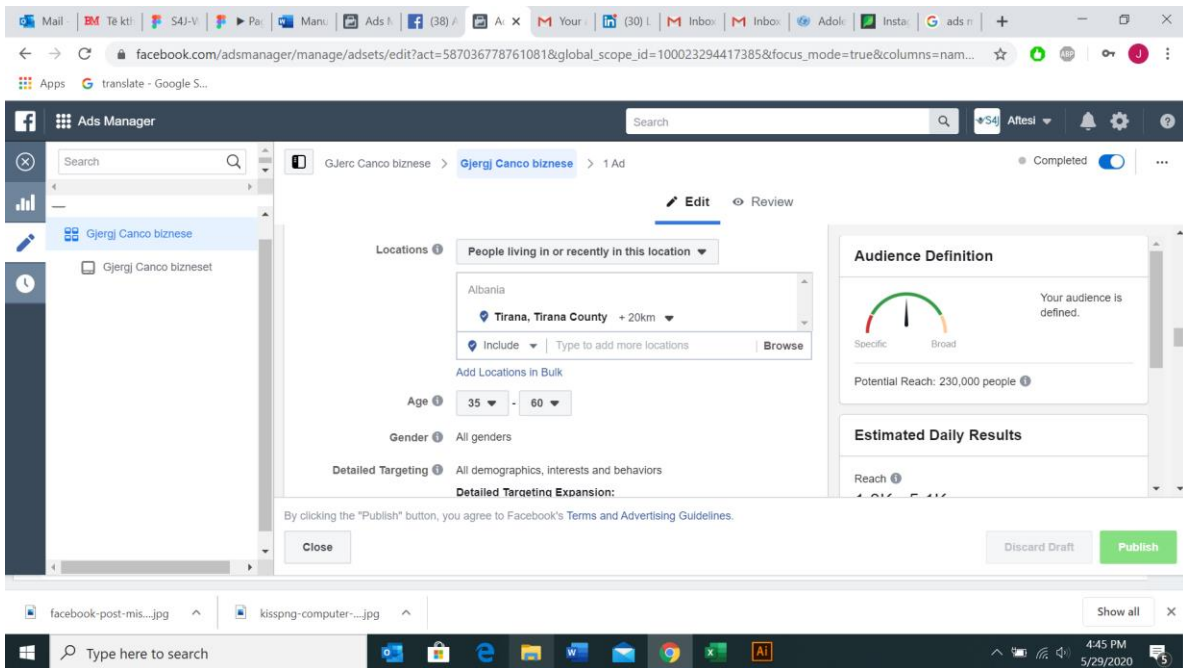 Mail -
BM Të kth
S4J-V
Pac
Manu
Ads M
(38) /
Your
(30) L
M Inbox
M Inbox
Adole
Instag
G ads m
facebook.com/adsmanager/manage/adsets/edit?act=587036778761081&global_scope_id=100023294417385&focus_mode=true&columns=nam...
ABP
J
Apps
translate - Google S...
Ads Manager
Search
S4J Aftesi
Search
GJerc Canco biznese > Gjergj Canco biznese > 1 Ad
Completed
Edit
Review
Gjergj Canco biznese
Gjergj Canco bizneset
Locations
People living in or recently in this location
Albania
Tirana, Tirana County + 20km
Include
Type to add more locations
Browse
Add Locations in Bulk
Age
35 - 60
Gender
All genders
Detailed Targeting
All demographics, interests and behaviors
Detailed Targeting Expansion:
Audience Definition
Your audience is
defined.
Specific
Broad
Potential Reach: 230,000 people
Estimated Daily Results
Reach
By clicking the "Publish" button, you agree to Facebook's Terms and Advertising Guidelines.
Close
Discard Draft
Publish
facebook-post-mis....jpg
kisspng-computer-....jpg
Show all
Type here to search
Ai
4:45 PM
5/29/2020
5